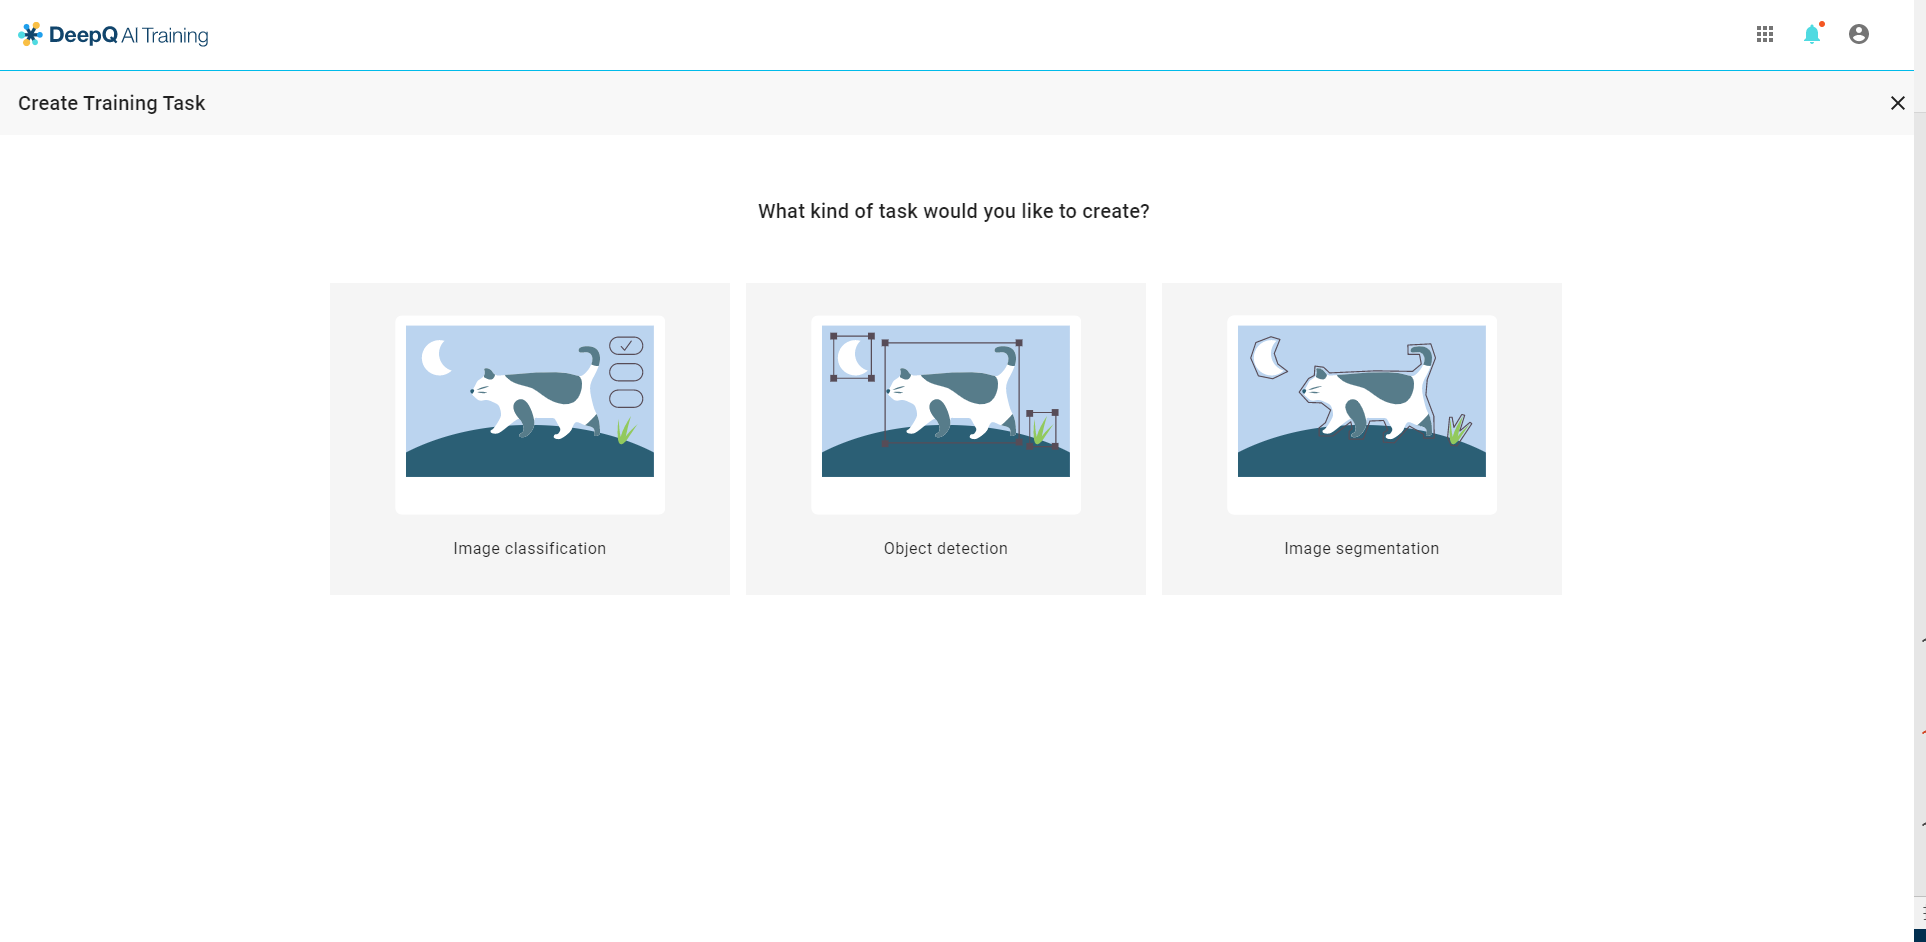 DeepQ AI Training
Create Training Task
What kind of task would you like to create?
Image classification
Object detection
Image segmentation